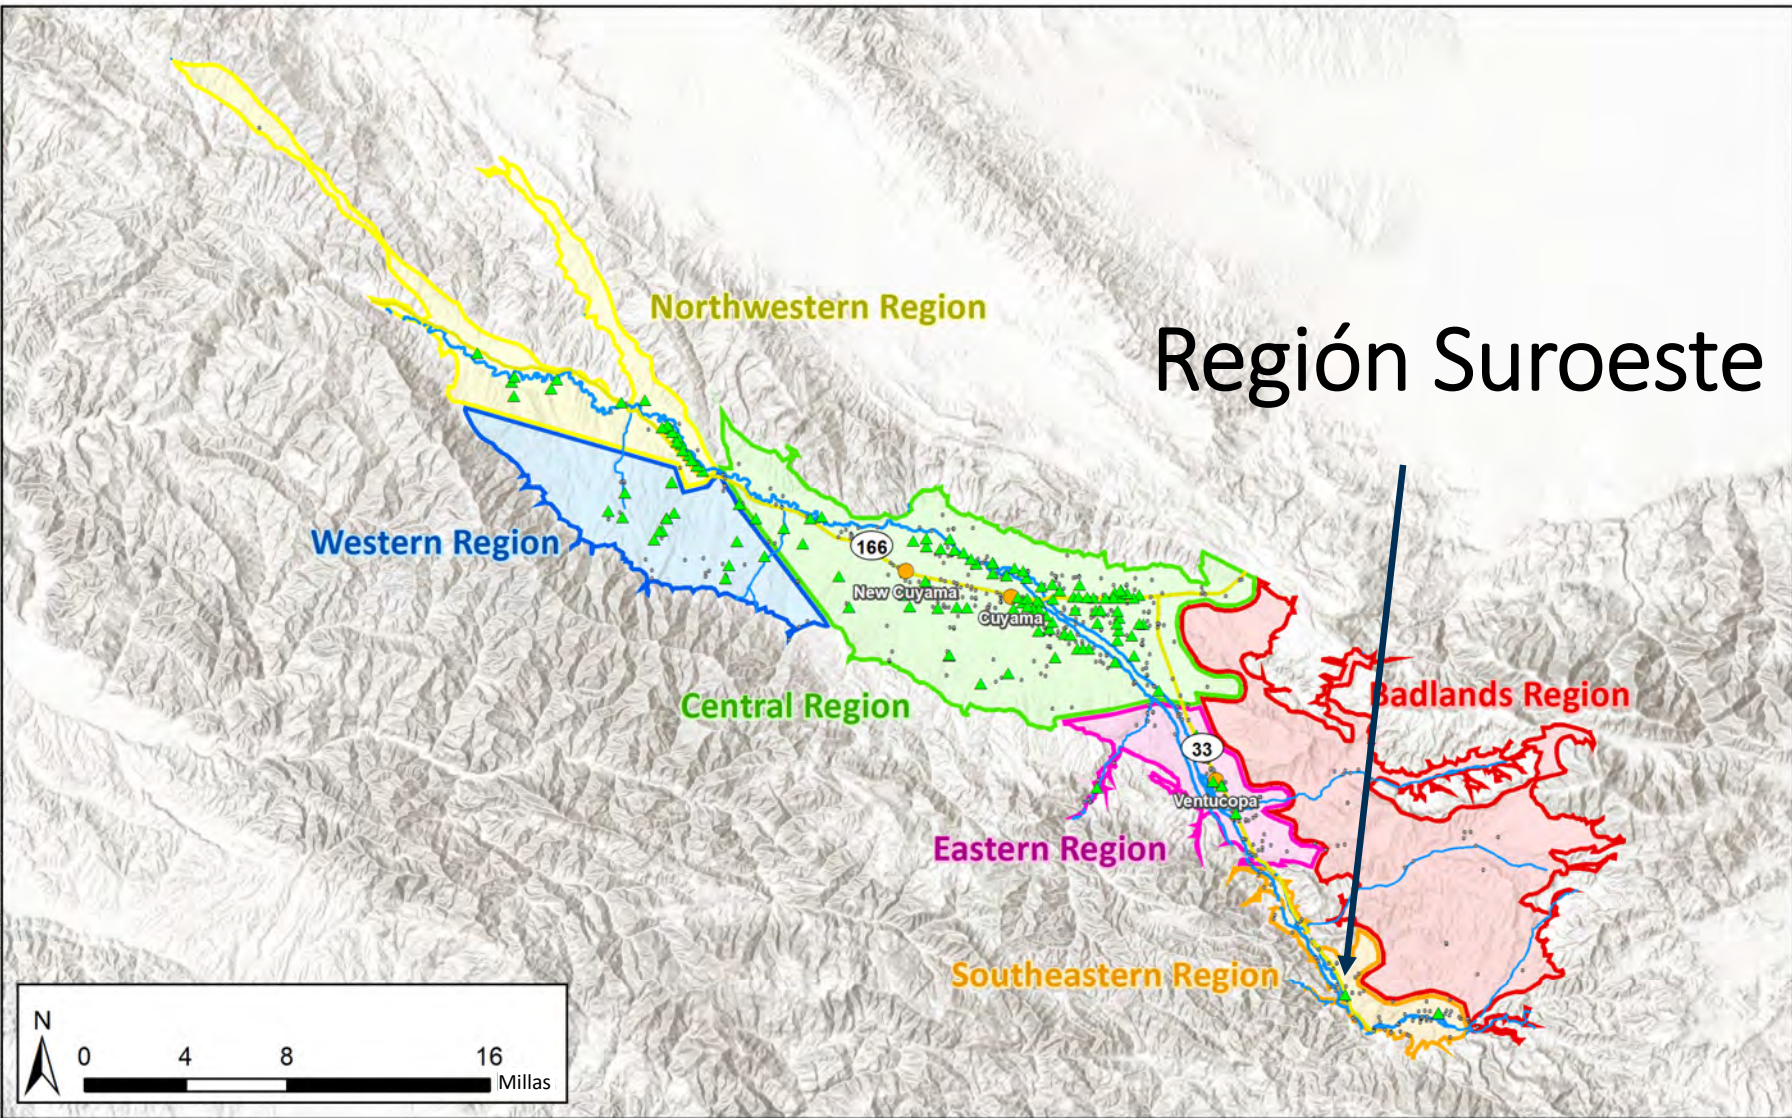 Northwestern Region
Región Suroeste
Western Region
166
New Cuyama
Cuyama
Central Region
Badlands Region
33
Ventucopa
Eastern Region
Southeastern Region
N
0 4 8 16
Millas